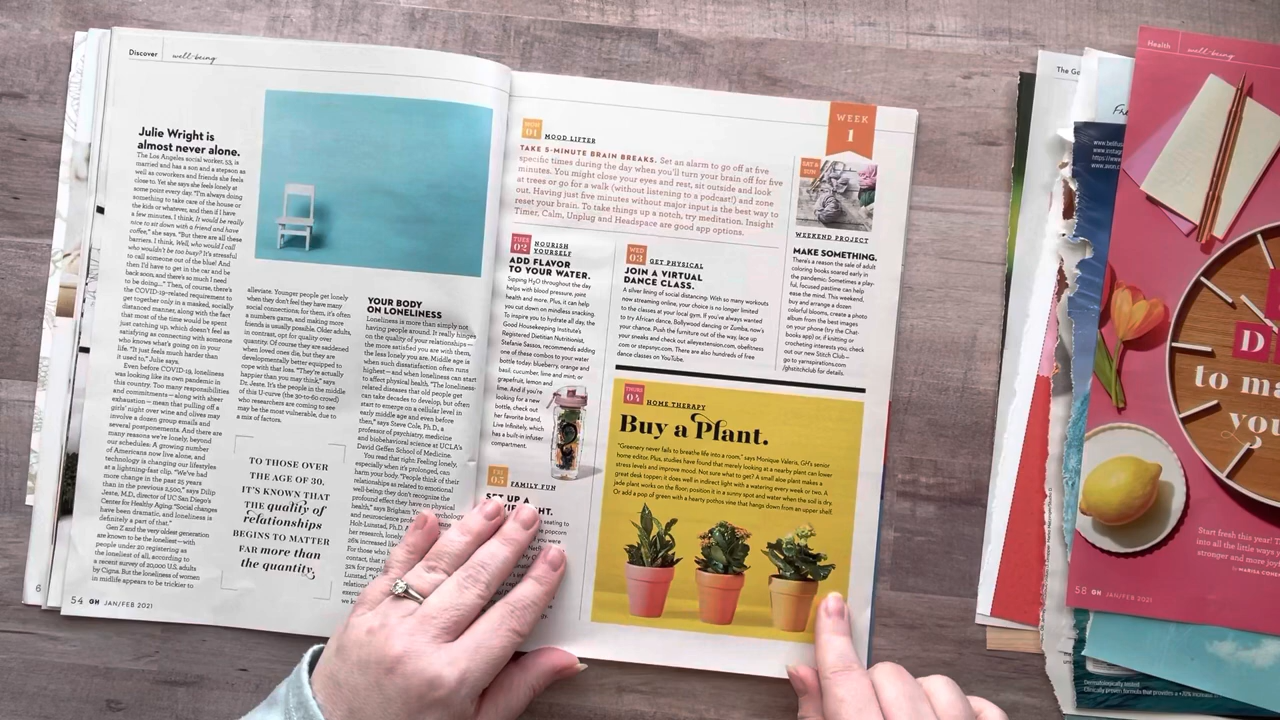 Discover well-being
Julie Wright is
almost never alone.
The Los Angeles social worker, 53, is
married and has a son and a stepson as
well as coworkers and friends she feels
close to. Yet she says she feels lonely at
some point every day. "I'm always doing
something to take care of the house or
the kids or whatever, and then if I have
a few minutes, I think, It would be really
nice to sit down with a friend and have
coffee," she says. "But there are all these
barriers. I think, Well, who would I call
who wouldn't be too busy? It's stressful
to call someone out of the blue! And
then I'd have to get in the car and be
back soon, and there's so much I need
to be doing..." Then, of course, there's
the COVID-19-related requirement to
get together only in a masked, socially
distanced manner, along with the fact
that most of the time would be spent
just catching up, which doesn't feel as
satisfying as connecting with someone
who knows what's going on in your
life. "It just feels much harder than
it used to," Julie says.
Even before COVID-19, loneliness
was looking like its own pandemic in
this country. Too many responsibilities
and commitments—along with sheer
exhaustion—mean that pulling off a
girls' night over wine and olives may
involve a dozen group emails and
several postponements. And there are
many reasons we're lonely, beyond
our schedules: A growing number
of Americans now live alone, and
technology is changing our lifestyles
at a lightning-fast clip. "We've had
more change in the past 25 years
than in the previous 2,500," says Dilip
Jeste, M.D., director of UC San Diego's
Center for Healthy Aging. "Social changes
have been dramatic, and loneliness is
definitely a part of that."
Gen Z and the very oldest generation
are known to be the loneliest—with
people under 20 registering as
the loneliest of all, according to
a recent survey of 20,000 U.S. adults
by Cigna. But the loneliness of women
in midlife appears to be trickier to
alleviate. Younger people get lonely
when they don't feel they have many
social connections; for them, it's often
a numbers game, and making more
friends is usually possible. Older adults,
contrast, opt for quality over
quantity. Of course they are saddened
when loved ones die, but they are
developmentally better equipped to
cope with that loss. "They're actually
happier than you may think," says
Dr. Jeste. It's the people in the middle
of this U-curve (the 30-to-60 crowd)
who researchers are coming to see
may be the most vulnerable, due to
a mix of factors.
TO THOSE OVER
THE AGE OF 30,
IT'S KNOWN THAT
THE quality of
relationships
BEGINS TO MATTER
FAR more than
the quantity.
YOUR BODY
ON LONELINESS
Loneliness is more than simply not
having people around. It really hinges
on the quality of your relationships—
the more satisfied you are with them,
the less lonely you are. Middle age is
when such dissatisfaction often runs
highest—and when loneliness can start
to affect physical health. "The loneliness-
related things that old people get
can take decades to develop, but often
start to emerge on a cellular level in
early middle age and even before
then," says Steve Cole, Ph.D., a
professor of psychiatry, medicine
and biobehavioral science at UCLA's
David Geffen School of Medicine.
You read that right: Feeling lonely,
especially when it's prolonged, can
harm your body. "People think of their
relationships as related to emotional
well-being; they don't recognize the
profound effect they have on physical
health," says Brigham Young
and neuroscience profess
Holt-Lunstad, Ph.D.
her research, lonely
26% increased
For those who
contact, that
32% for people
54 GH JAN/FEB 2021
WEEK
1
MON
01
MOOD LIFTER
TAKE 5-MINUTE BRAIN BREAKS. Set an alarm to go off at five
specific times during the day when you'll turn your brain off for five
minutes. You might close your eyes and rest, sit outside and look
at trees or go for a walk (without listening to a podcast!) and zone
out. Having just five minutes without major input is the best way to
reset your brain. To take things up a notch, try meditation. Insight
Timer, Calm, Unplug and Headspace are good app options.
TUES
02
NOURISH
YOURSELF
ADD FLAVOR
TO YOUR WATER.
Sipping H2O throughout the day
helps with blood pressure, joint
health and more. Plus, it can help
you cut down on mindless snacking.
To inspire you to hydrate all day, the
Good Housekeeping Institute's
Registered Dietitian Nutritionist,
Stefanie Sassos, recommends adding
one of these combos to your water
bottle today: blueberry, orange and
basil; cucumber, lime and mint; or
grapefruit, lemon and
lime. And if you're
looking for a new
bottle, check out
her favorite brand,
Live Infinitely, which
has a built-in infuser
compartment.
WED
03
GET PHYSICAL
JOIN A VIRTUAL
DANCE CLASS.
A silver lining of social distancing: With so many workouts
now streaming online, your choice is no longer limited
to the classes at your local gym. If you've always wanted
to try African dance, Bollywood dancing or Zumba, now's
your chance. Push the furniture out of the way, lace up
your sneaks and check out aileyextension.com, obefitness
.com and steezy.co. There are also hundreds of free
dance classes on YouTube.
SAT &
SUN
WEEKEND PROJECT
MAKE SOMETHING.
There's a reason the sale of adult
coloring books soared early in
the pandemic: Sometimes a play-
ful, focused pastime can help
ease the mind. This weekend,
buy and arrange a dozen
colorful blooms, create a photo
album from the best images
on your phone (try the Chat-
books app) or, if knitting or
crocheting interests you, check
out our new Stitch Club—
go to yarnspirations.com
/ghstitchclub for details.
THURS
04
HOME THERAPY
Buy a Plant.
"Greenery never fails to breathe life into a room," says Monique Valeris, GH's senior
home editor. Plus, studies have found that merely looking at a nearby plant can lower
stress levels and improve mood. Not sure what to get? A small aloe plant makes a
great desk topper; it does well in indirect light with a watering every week or two. A
jade plant works on the floor: position it in a sunny spot and water when the soil is dry.
Or add a pop of green with a hearty pothos vine that hangs down from an upper shelf.
FRI
05
FAMILY FUN
SET UP A
Health well-being
to ma
you
Start fresh this year! T
into all the little ways
stronger and more joyf
By MARISA COHE
58 GH JAN/FEB 2021
Dermatologically tested